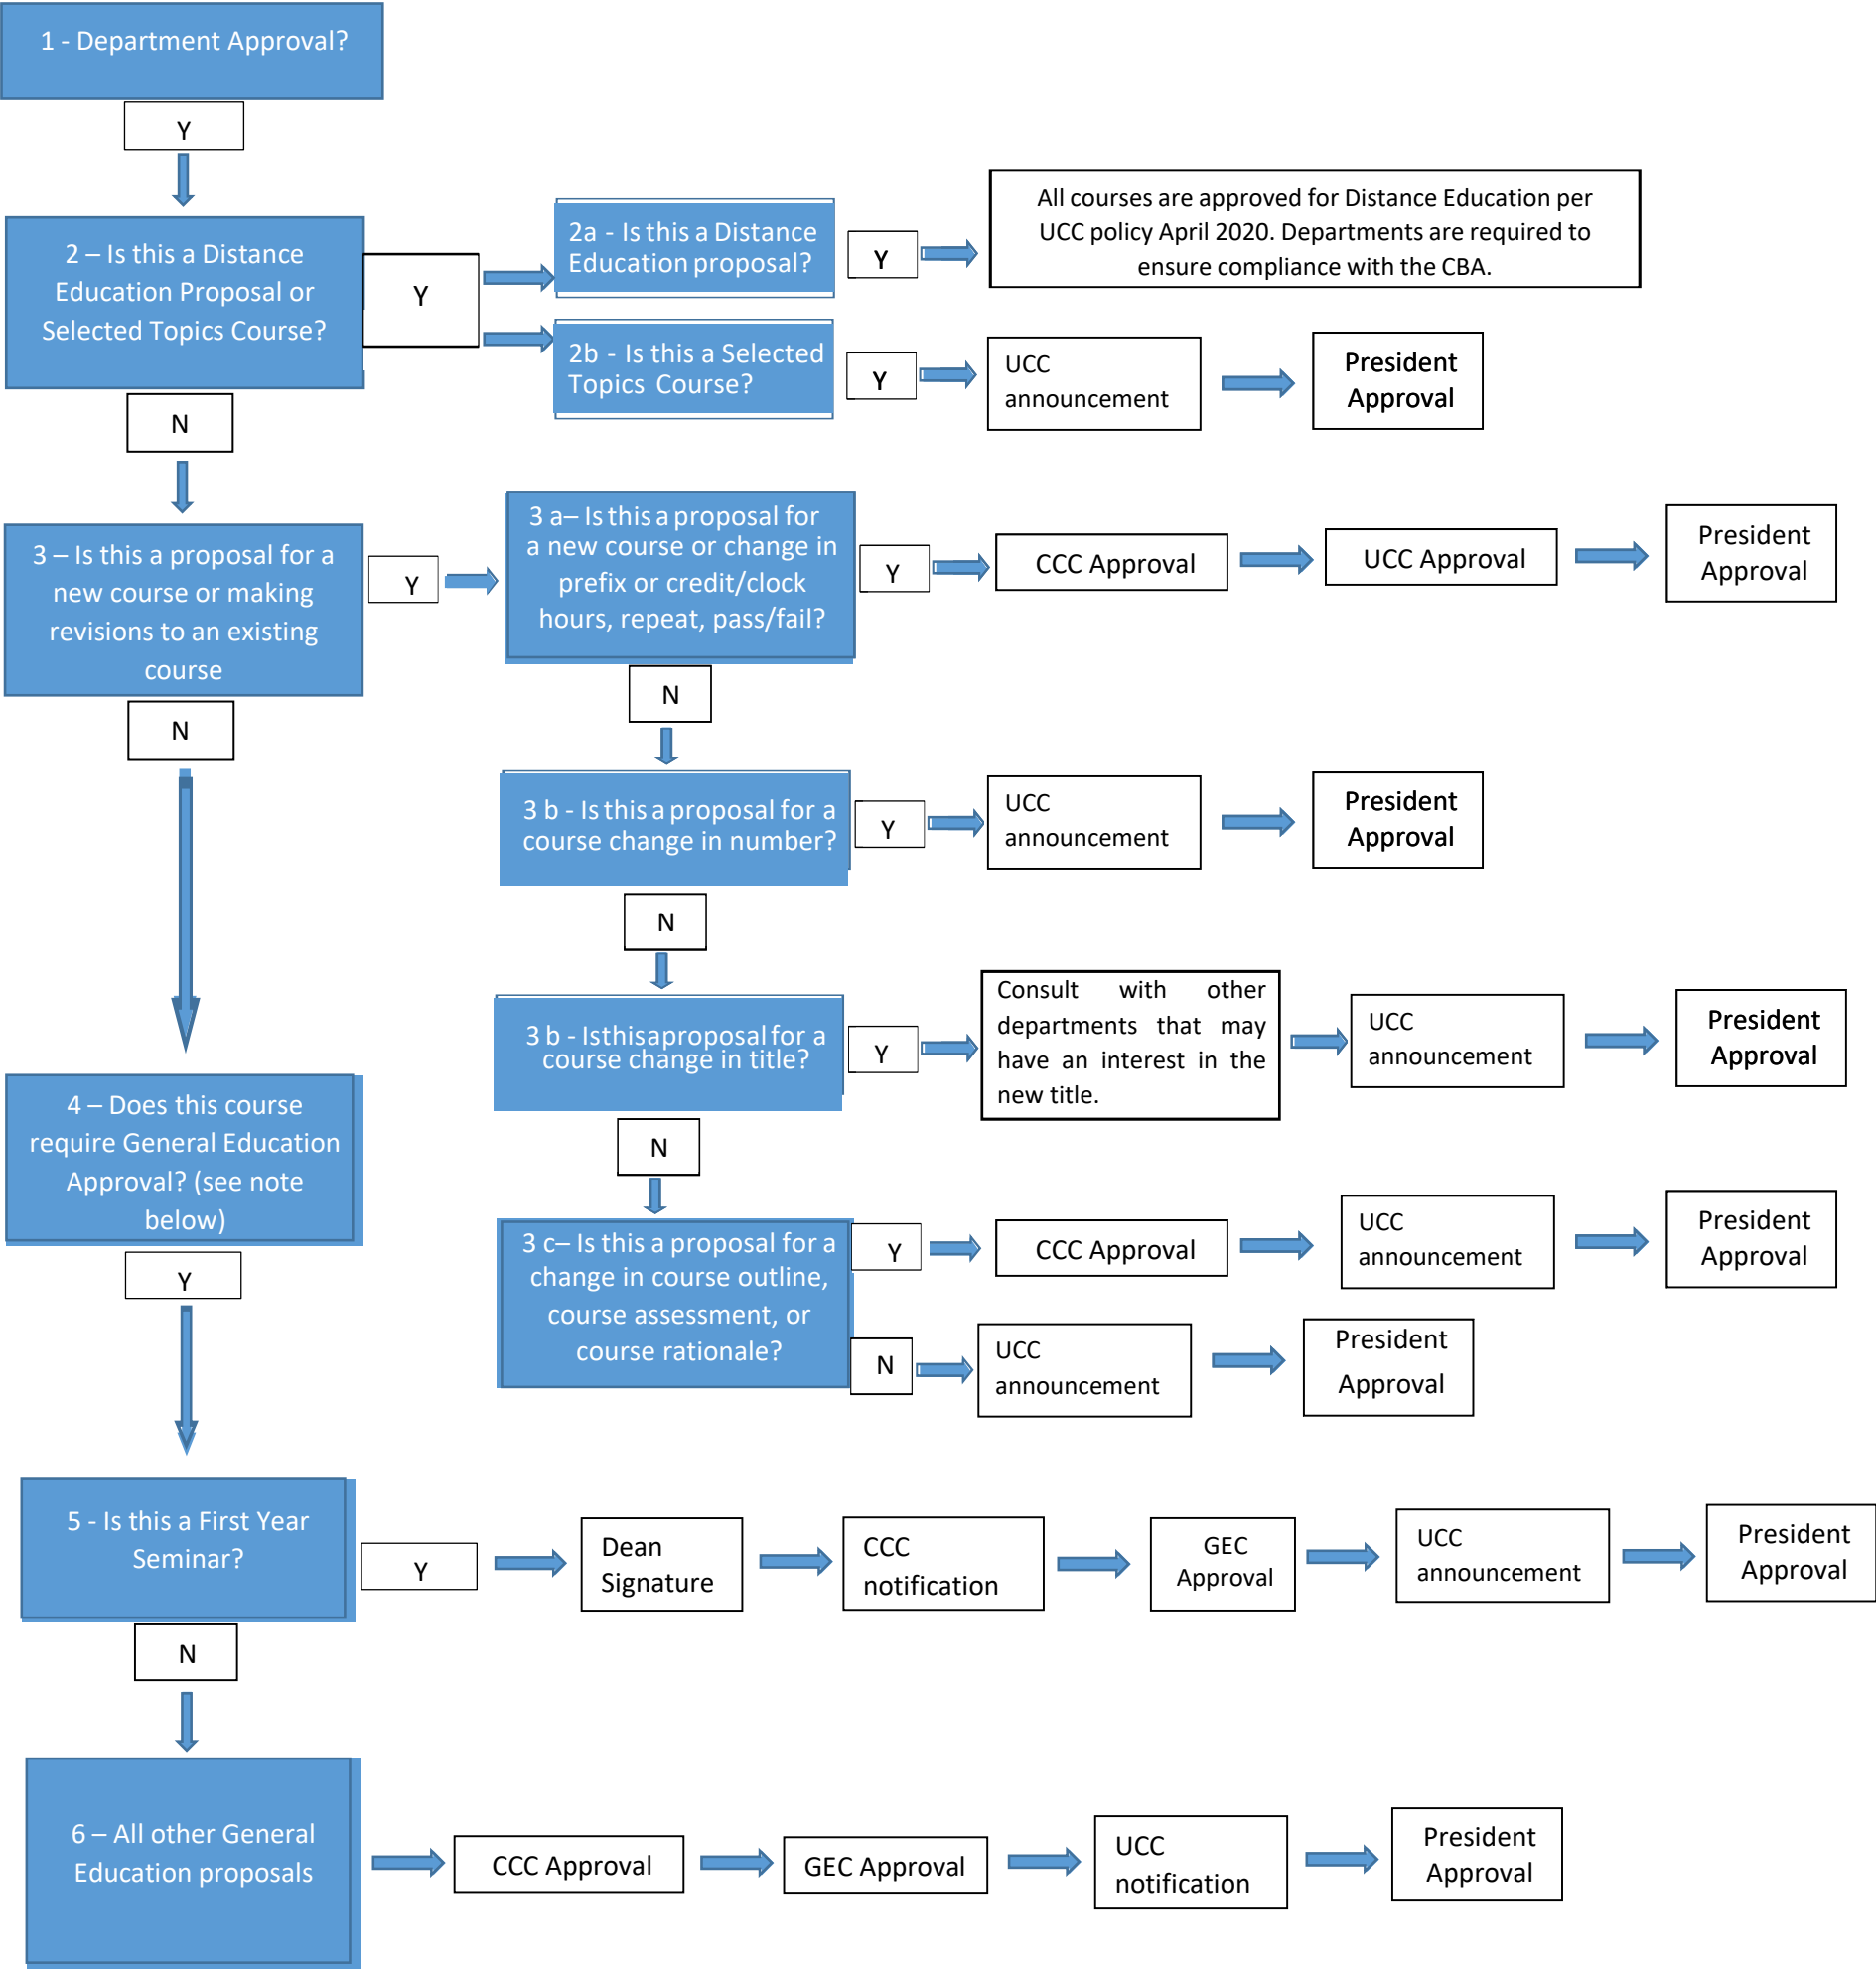 1 - Department Approval?
Y
2 – Is this a Distance
Education Proposal or
Selected Topics Course?
Y
2a - Is this a Distance
Education proposal?
Y
All courses are approved for Distance Education per
UCC policy April 2020. Departments are required to
ensure compliance with the CBA.
2b - Is this a Selected
Topics Course?
Y
UCC
announcement
President
Approval
N
3 – Is this a proposal for a
new course or making
revisions to an existing
course
Y
3 a– Is this a proposal for
a new course or change in
prefix or credit/clock
hours, repeat, pass/fail?
Y
CCC Approval
UCC Approval
President
Approval
N
N
3 b - Is this a proposal for a
course change in number?
Y
UCC
announcement
President
Approval
N
3 b - Isthisaproposal for a
course change in title?
Y
Consult with other
departments that may
have an interest in the
new title.
UCC
announcement
President
Approval
N
4 – Does this course
require General Education
Approval? (see note
below)
Y
3 c– Is this a proposal for a
change in course outline,
course assessment, or
course rationale?
Y
CCC Approval
UCC
announcement
President
Approval
N
UCC
announcement
President
Approval
5 - Is this a First Year
Seminar?
Y
Dean
Signature
CCC
notification
GEC
Approval
UCC
announcement
President
Approval
N
6 – All other General
Education proposals
CCC Approval
GEC Approval
UCC
notification
President
Approval